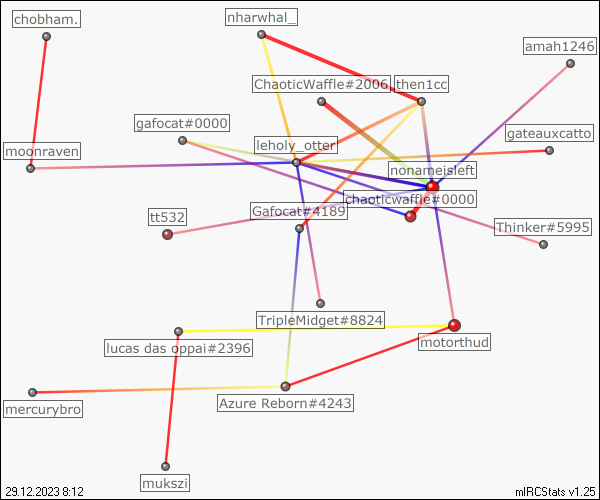 chobham.
nharwhal_
amah1246
ChaoticWaffle#2006
then1cc
gafocat#0000
gateauxcatto
leholy_otter
moonraven
nonameisleft
chaoticwaffle#0000
Gafocat#4189
tt532
Thinker#5995
TripleMidget#8824
motorthud
lucas das oppai#2396
mercurybro
Azure Reborn#4243
mukszi
29.12.2023 8:12
mIRCStats v1.25